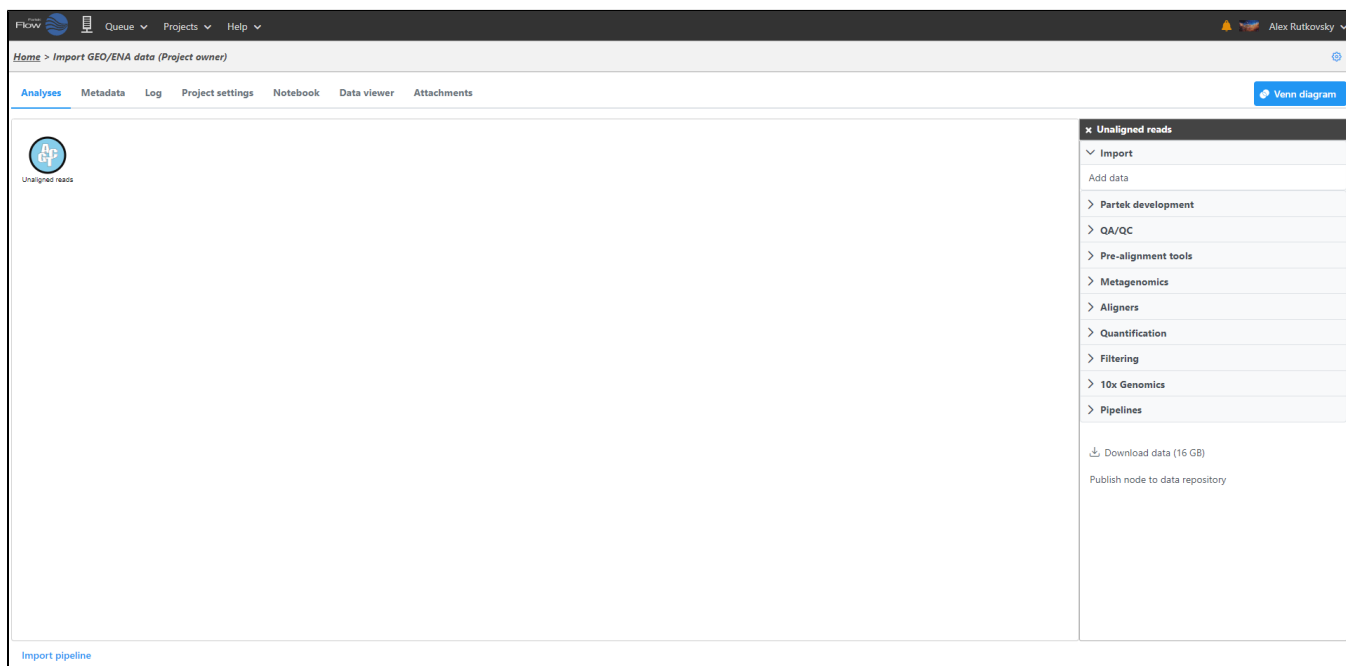 Partek
Flow
Queue Projects Help Alex Rutkovsky
Home > Import GEO/ENA data (Project owner)
Analyses Metadata Log Project settings Notebook Data viewer Attachments Venn diagram
ACGT
Unaligned reads
x Unaligned reads
Import
Add data
Partek development
QA/QC
Pre-alignment tools
Metagenomics
Aligners
Quantification
Filtering
10x Genomics
Pipelines
Download data (16 GB)
Publish node to data repository
Import pipeline